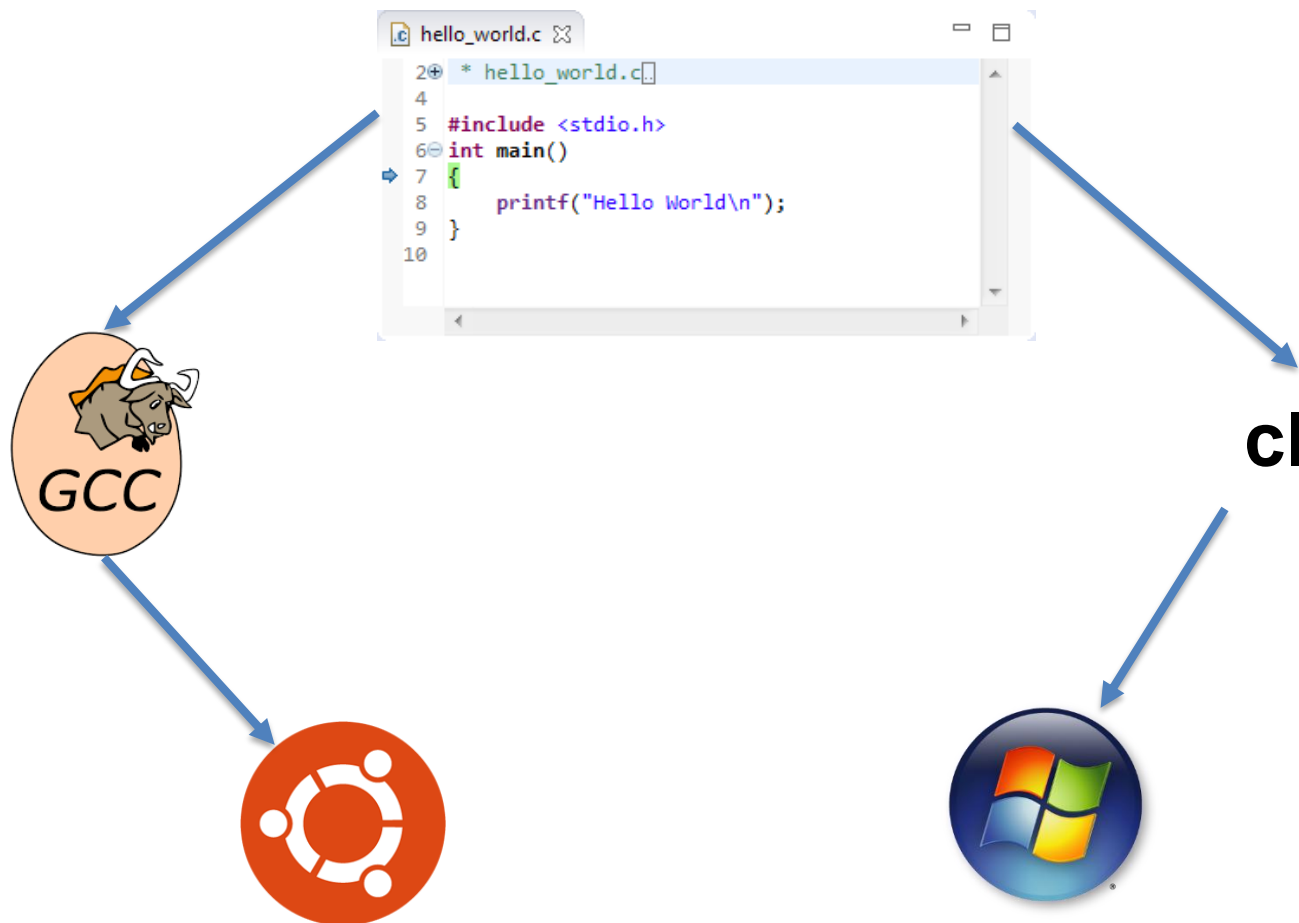 hello_world.c
2 * hello_world.c
4
5 #include <stdio.h>
6 int main()
7 {
8 printf("Hello World\n");
9 }
10
GCC
cl